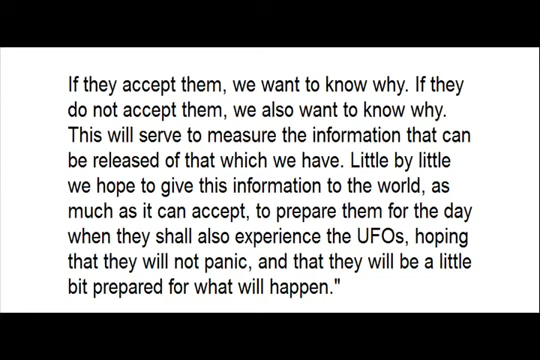 If they accept them, we want to know why. If they
do not accept them, we also want to know why.
This will serve to measure the information that can
be released of that which we have. Little by little
we hope to give this information to the world, as
much as it can accept, to prepare them for the day
when they shall also experience the UFOs, hoping
that they will not panic, and that they will be a little
bit prepared for what will happen."